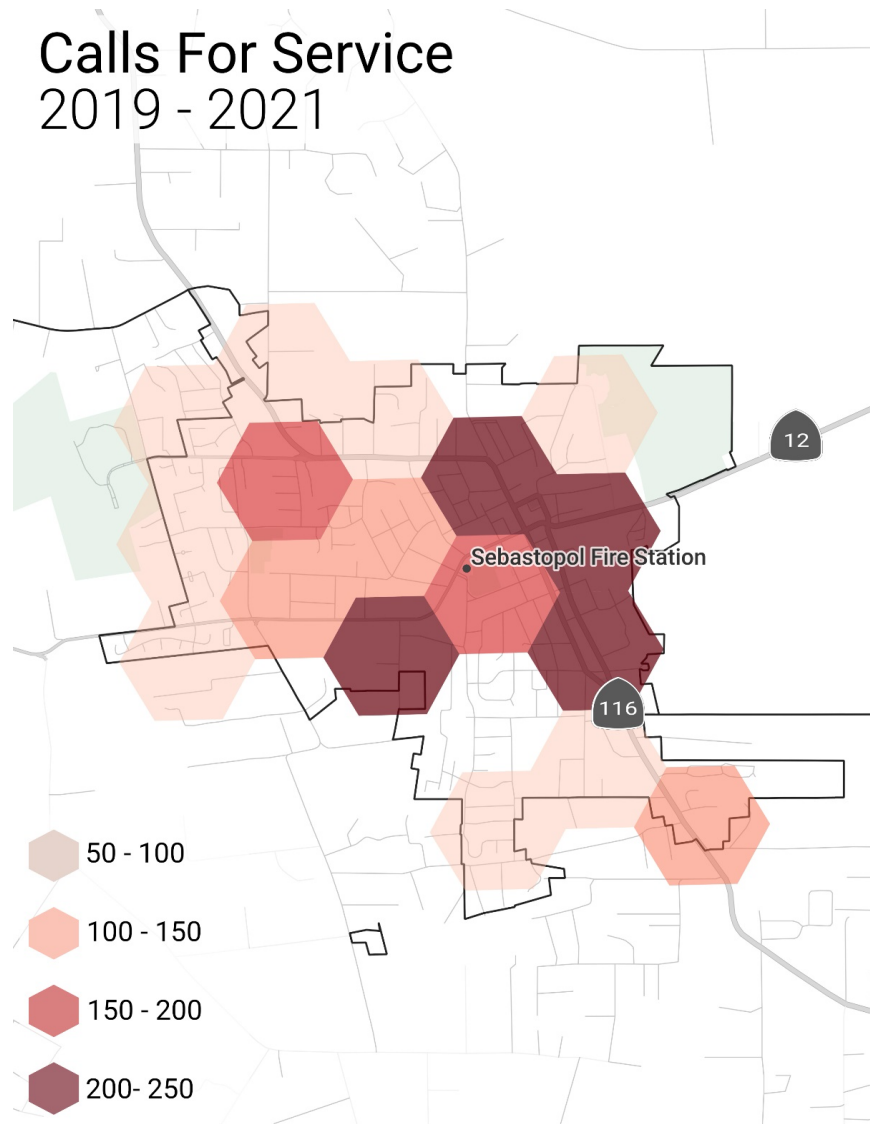 Calls For Service
2019 - 2021
12
Sebastopol Fire Station
116
50 - 100
100 - 150
150 - 200
200- 250